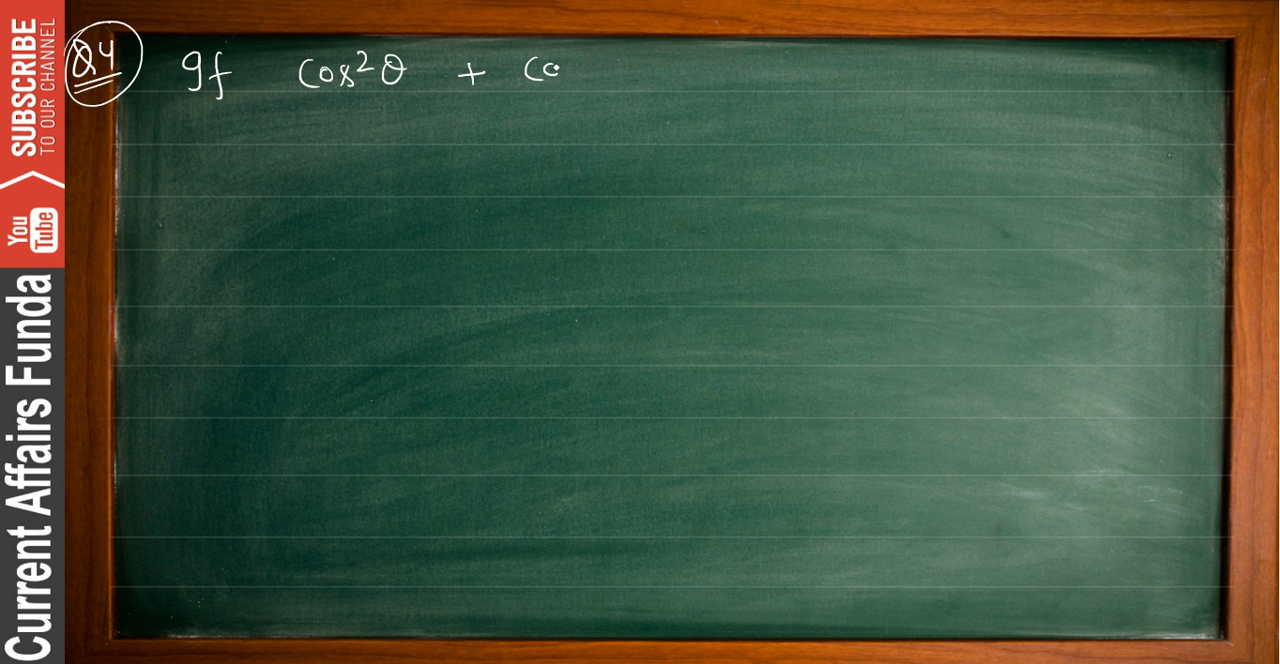 SUBSCRIBE
TO OUR CHANNEL
You Tube
Current Affairs Funda
Q4 If cos²θ + co